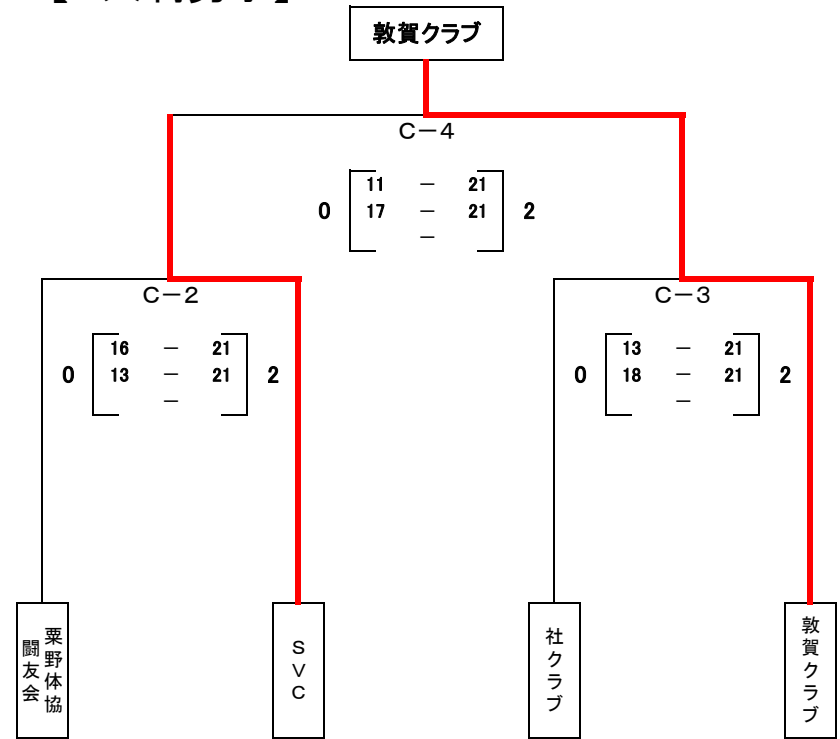 敦賀クラブ
C－4
11 － 21
0 17 － 21 2
－
C－2
C－3
16 － 21
0 13 － 21 2
－
13 － 21
0 18 － 21 2
－
粟野体協
闘友会
SVC
社クラブ
敦賀クラブ